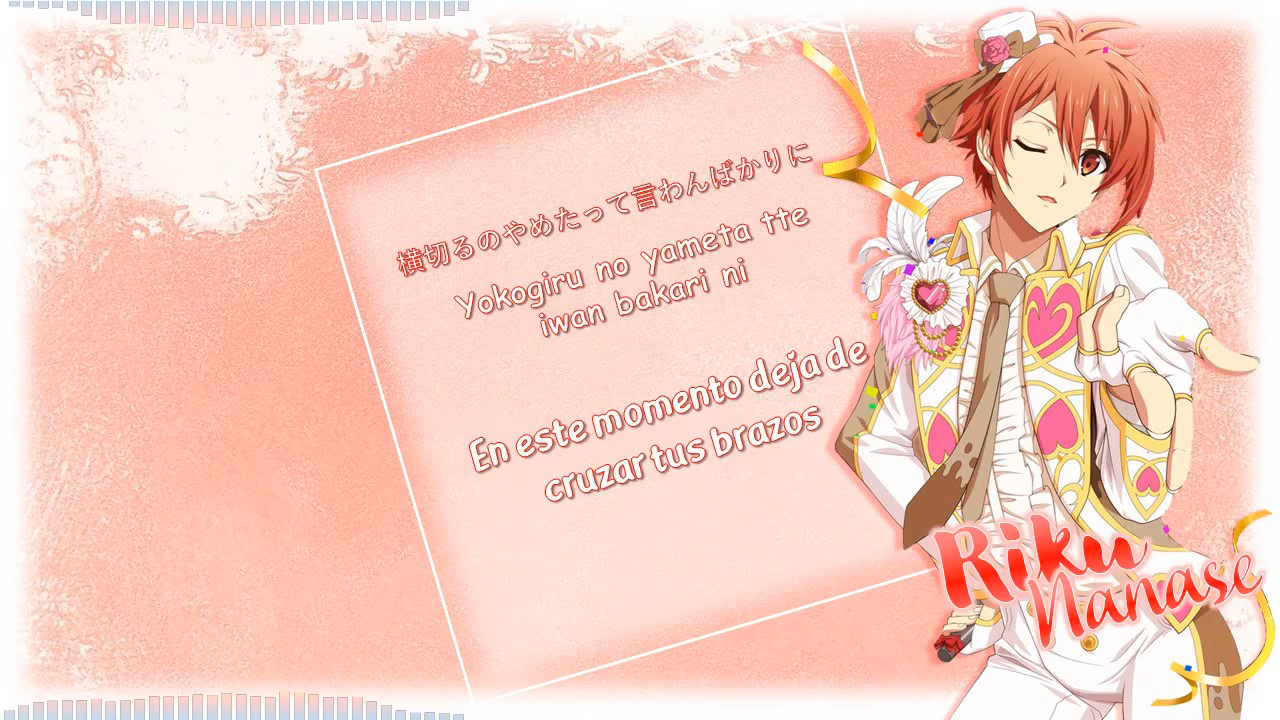 横切るのやめたって言わんばかりに
Yokogiru no yameta tte
iwan bakari ni
En este momento deja de
cruzar tus brazos
Riku
Nanase